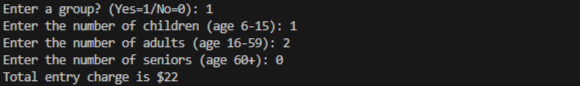 Enter a group? (Yes=1/No=0): 1
Enter the number of children (age 6-15): 1
Enter the number of adults (age 16-59): 2
Enter the number of seniors (age 60+): 0
Total entry charge is $22